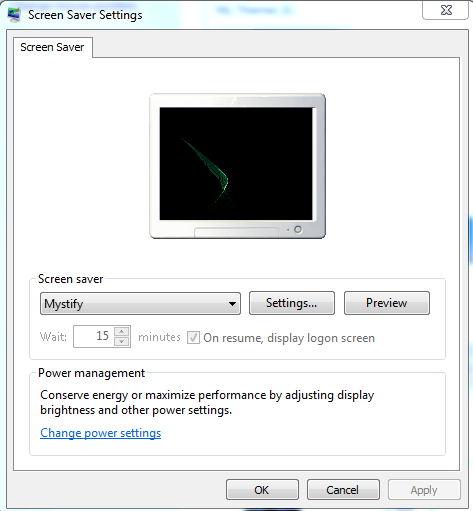 Screen Saver Settings
Screen Saver
Screen saver
Mystify
Settings...
Preview
Wait:
15
minutes
On resume, display logon screen
Power management
Conserve energy or maximize performance by adjusting display
brightness and other power settings.
Change power settings
OK
Cancel
Apply